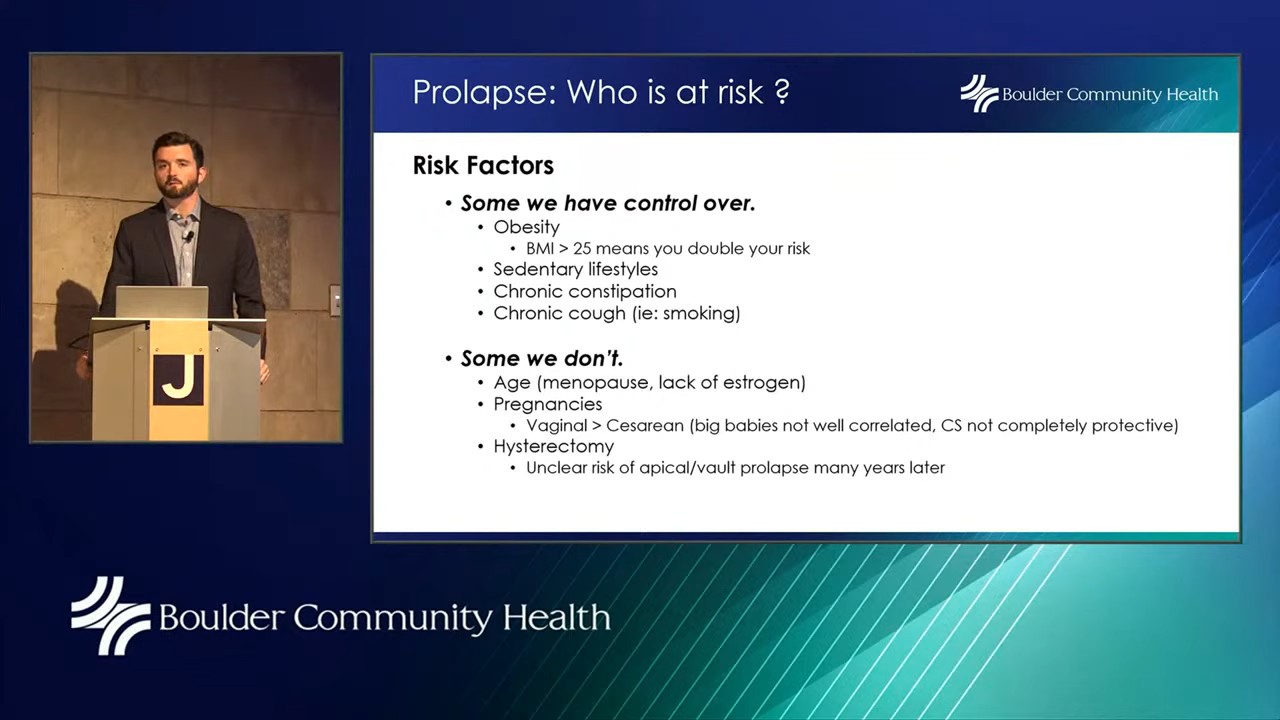 Prolapse: Who is at risk ?
Boulder Community Health
Risk Factors
• Some we have control over.
• Obesity
• BMI > 25 means you double your risk
• Sedentary lifestyles
• Chronic constipation
• Chronic cough (ie: smoking)
• Some we don't.
• Age (menopause, lack of estrogen)
• Pregnancies
• Vaginal > Cesarean (big babies not well correlated, CS not completely protective)
• Hysterectomy
• Unclear risk of apical/vault prolapse many years later
J
Boulder Community Health